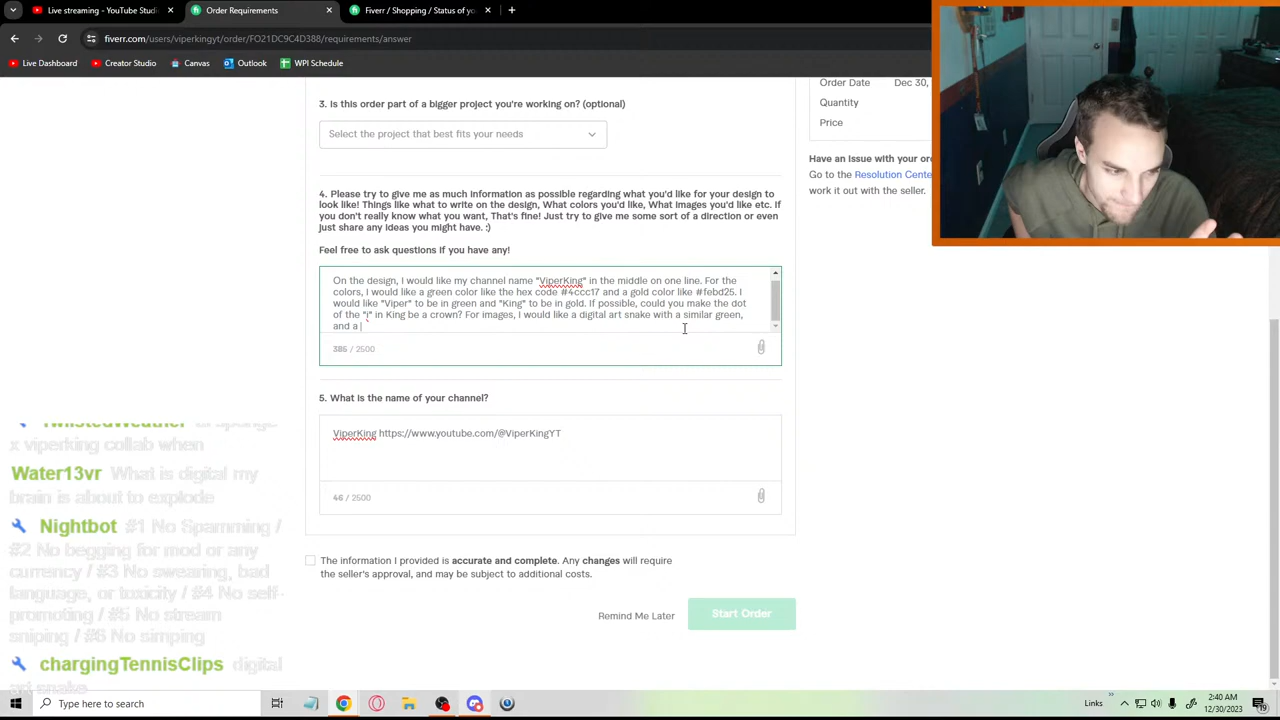 Live streaming - YouTube Studio
Order Requirements
Fiverr / Shopping / Status of yo
fiverr.com/users/viperkingyt/order/FO21DC9C4D388/requirements/answer
Live Dashboard
Creator Studio
Canvas
Outlook
WPI Schedule
3. Is this order part of a bigger project you're working on? (optional)
Select the project that best fits your needs
4. Please try to give me as much information as possible regarding what you'd like for your design to
look like! Things like what to write on the design, What colors you'd like, What images you'd like etc. If
you don't really know what you want, That's fine! Just try to give me some sort of a direction or even
just share any ideas you might have. :)
Feel free to ask questions if you have any!
On the design, I would like my channel name "ViperKing" in the middle on one line. For the
colors, I would like a green color like the hex code #4ccc17 and a gold color like #febd25. I
would like "Viper" to be in green and "King" to be in gold. If possible, could you make the dot
of the "i" in King be a crown? For images, I would like a digital art snake with a similar green,
and a
385 / 2500
5. What is the name of your channel?
ViperKing https://www.youtube.com/@ViperKingYT
46 / 2500
The information I provided is accurate and complete. Any changes will require
the seller's approval, and may be subject to additional costs.
Remind Me Later
Start Order
Order Date Dec 30,
Quantity
Price
Have an issue with your ord
Go to the Resolution Cente
work it out with the seller.
TwistedWeather is sponge
x viperking collab when
Water13vr What is digital my
brain is about to explode
Nightbot #1 No Spamming /
#2 No begging for mod or any
currency / #3 No swearing, bad
language, or toxicity / #4 No self-
promoting / #5 No stream
sniping / #6 No simping
chargingTennisClips digital
art snake
Type here to search
Links
2:40 AM
12/30/2023
19